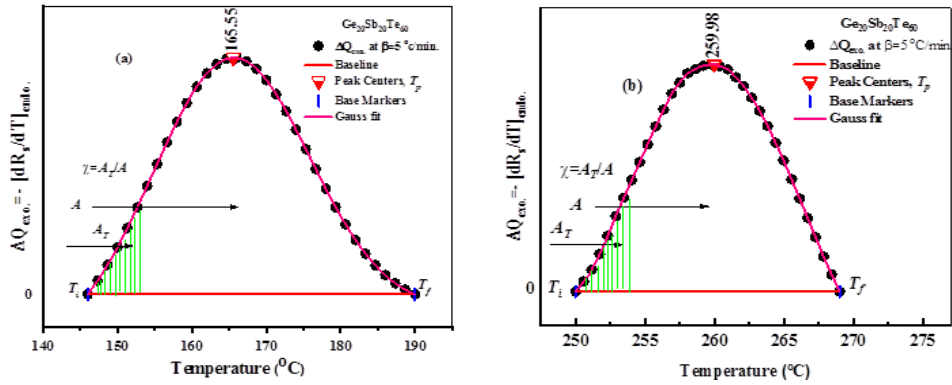 (a)
165.55
Ge20Sb20Te60
ΔQexo. at β=5 °c/min.
Baseline
Peak Centers, Tp
Base Markers
Gauss fit
χ=AT/A
A
AT
Ti
Tf
0
ΔQexo.=- [dRs/dT]endo.
140 150 160 170 180 190
Temperature (OC)
(b)
259.98
Ge20Sb20Te60
ΔQexo. at β=5 °C/min.
Baseline
Peak Centers, Tp
Base Markers
Gauss fit
χ=AT/A
A
AT
Ti
Tf
0
ΔQexo.=- [dRs/dT]endo.
250 255 260 265 270 275
Temperature (°C)